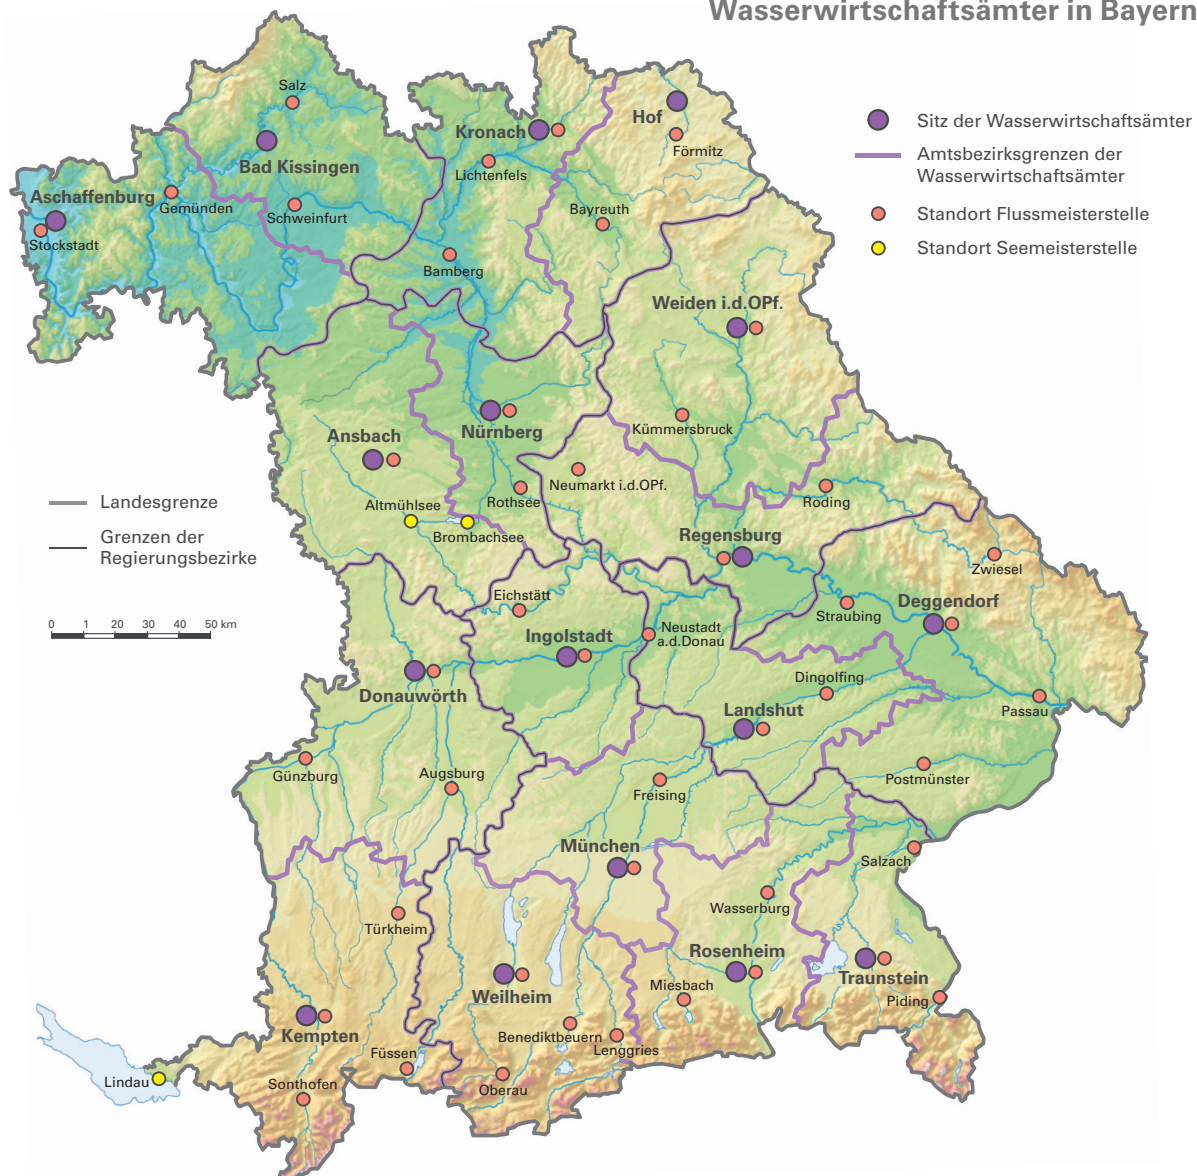 Wasserwirtschaftsämter in Bayern
Sitz der Wasserwirtschaftsämter
Amtsbezirksgrenzen der
Wasserwirtschaftsämter
Standort Flussmeisterstelle
Standort Seemeisterstelle
Salz
Kronach
Hof
Förmitz
Bad Kissingen
Lichtenfels
Aschaffenburg
Gemünden
Schweinfurt
Bayreuth
Stockstadt
Bamberg
Weiden i.d.OPf.
Kümmersbruck
Nürnberg
Ansbach
Neumarkt i.d.OPf.
Landesgrenze
Grenzen der
Regierungsbezirke
Altmühlsee
Rothsee
Roding
Brombachsee
Regensburg
Zwiesel
Eichstätt
Straubing
Deggendorf
0 1 20 30 40 50 km
Ingolstadt
Neustadt
a.d.Donau
Donauwörth
Dingolfing
Landshut
Passau
Günzburg
Augsburg
Freising
Postmünster
München
Salzach
Türkheim
Wasserburg
Rosenheim
Weilheim
Miesbach
Traunstein
Piding
Kempten
Benediktbeuern
Lenggries
Füssen
Lindau
Sonthofen
Oberau